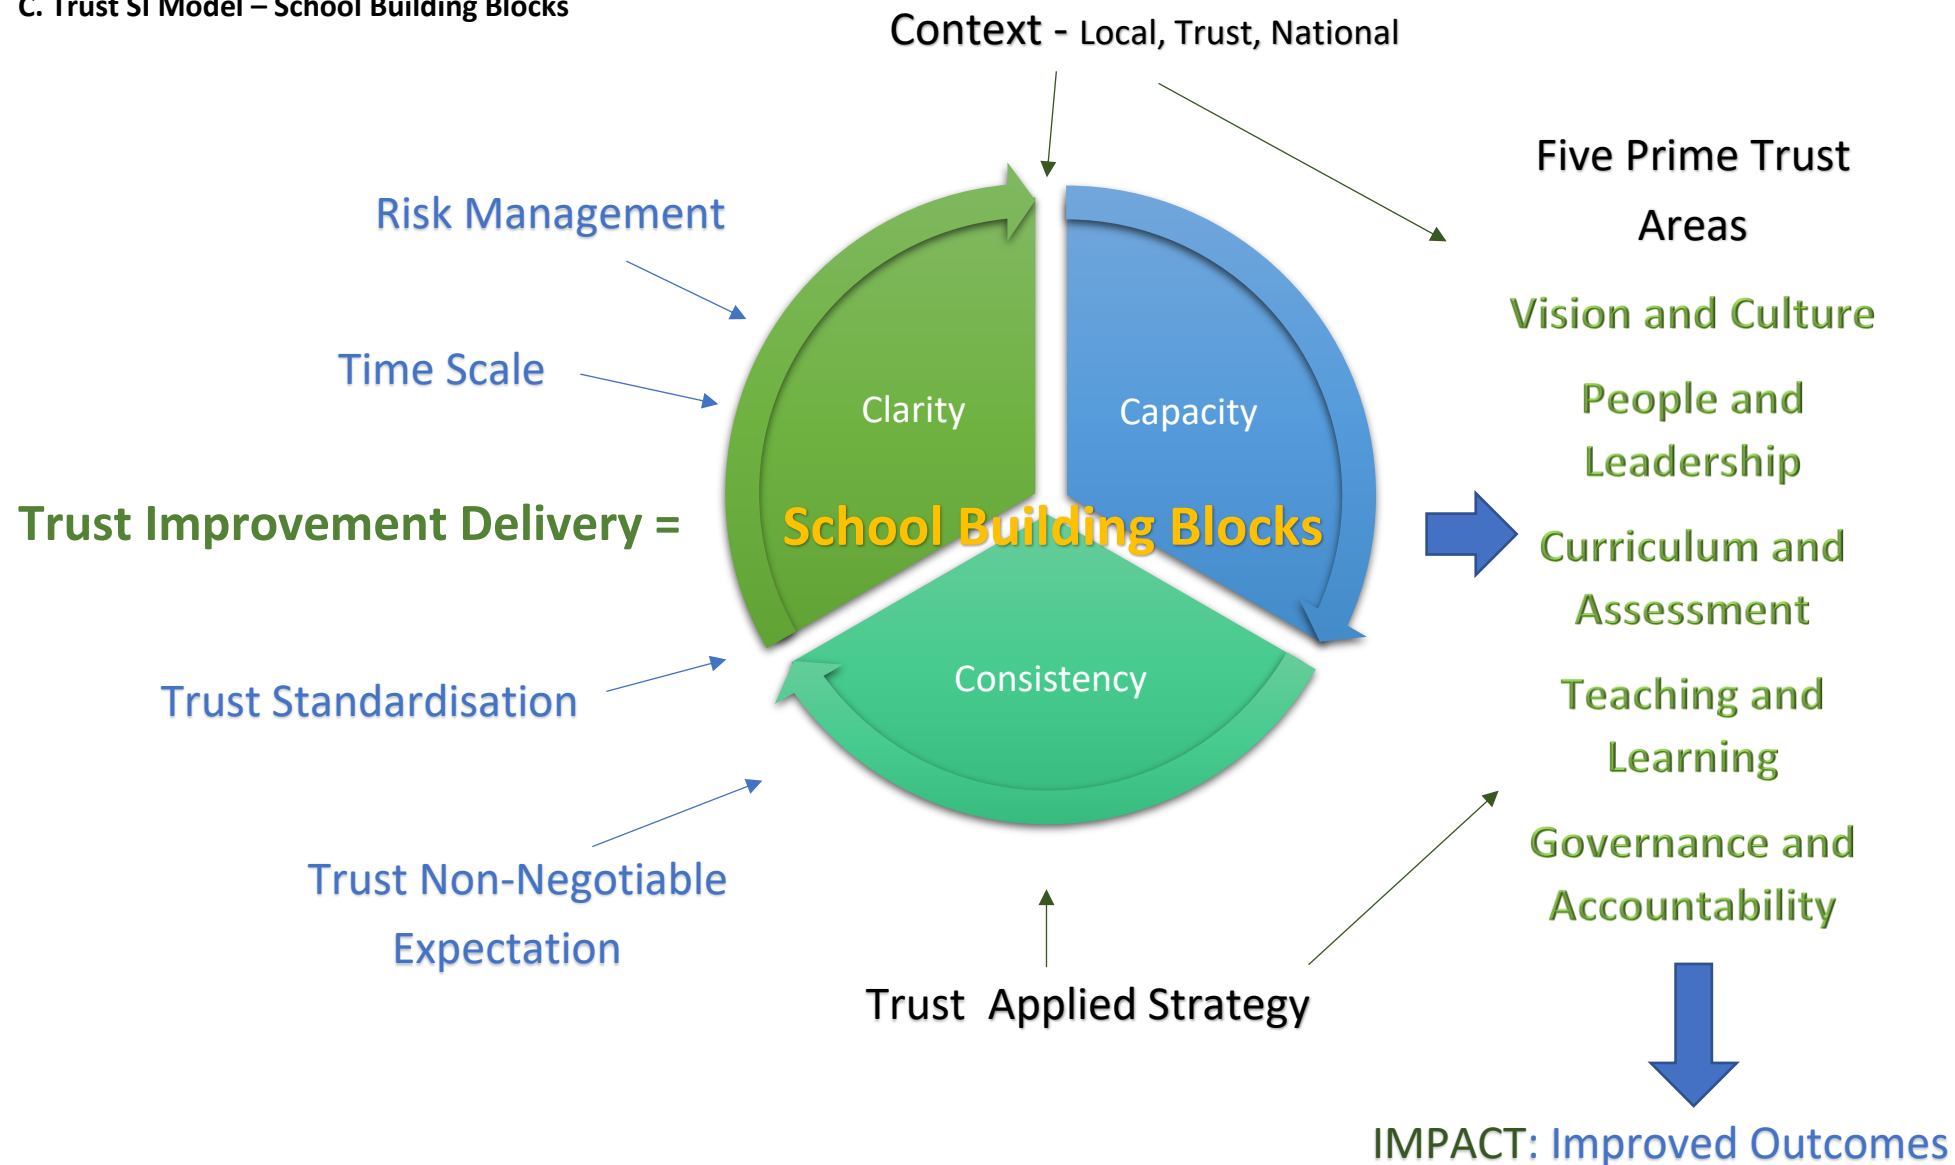 C. Trust SI Model – School Building Blocks
Context - Local, Trust, National
Five Prime Trust
Areas
Risk Management
Time Scale
Clarity
Capacity
Trust Improvement Delivery =
School Building Blocks
Consistency
Trust Standardisation
Trust Non-Negotiable
Expectation
Trust  Applied Strategy
Vision and Culture
People and
Leadership
Curriculum and
Assessment
Teaching and
Learning
Governance and
Accountability
IMPACT: Improved Outcomes